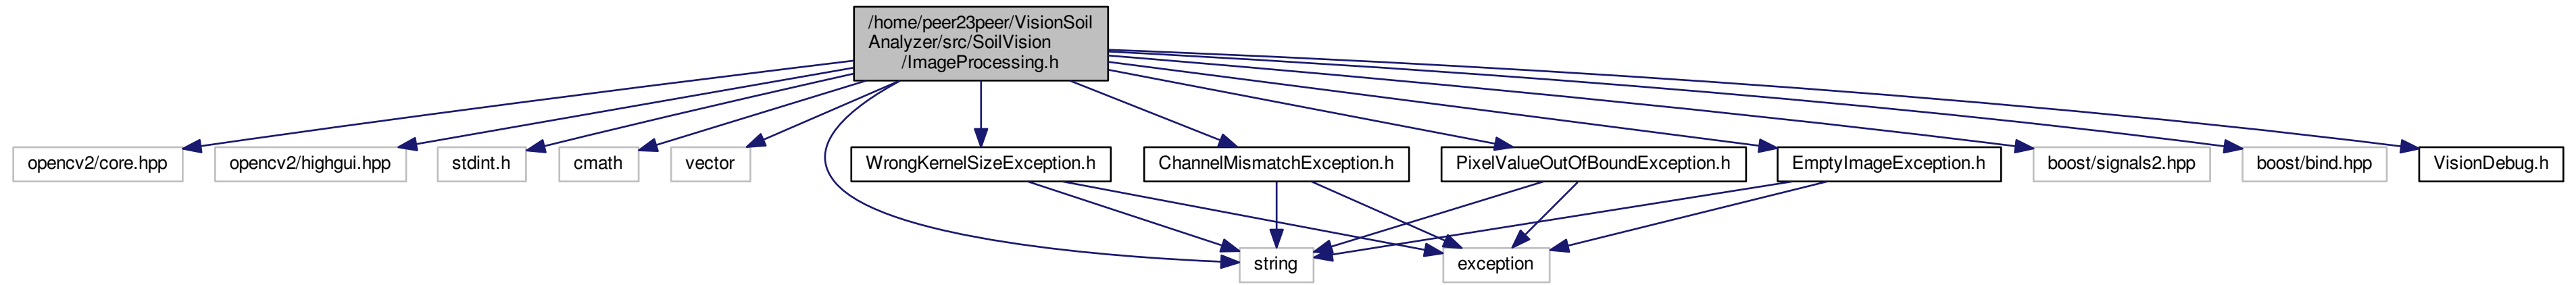 /home/peer23peer/VisionSoil
Analyzer/src/SoilVision
/ImageProcessing.h
opencv2/core.hpp
opencv2/highgui.hpp
stdint.h
cmath
vector
WrongKernelSizeException.h
ChannelMismatchException.h
PixelValueOutOfBoundException.h
EmptyImageException.h
boost/signals2.hpp
boost/bind.hpp
VisionDebug.h
string
exception